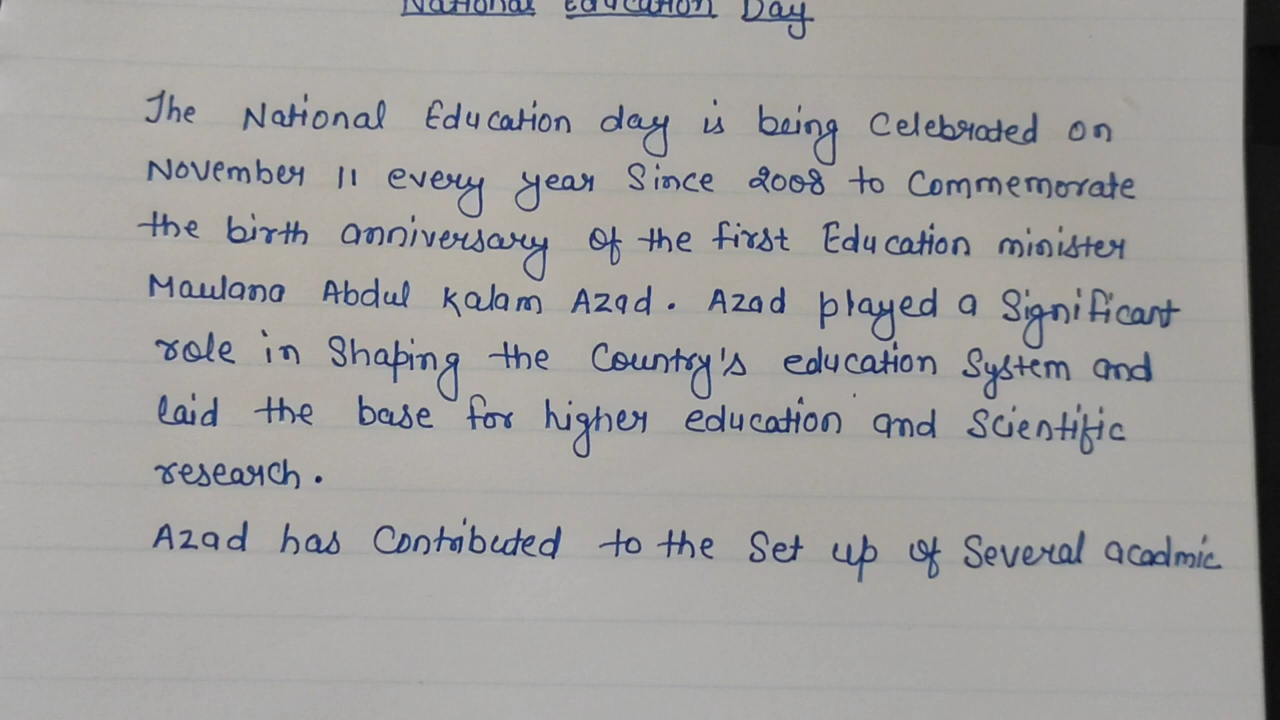 National Education Day
The National Education day is being Celebrated on
November 11 every year Since 2008 to Commemorate
the birth anniversary of the first Education minister
Maulana Abdul Kalam Azad. Azad played a Significant
role in Shaping the Country's education System and
laid the base for higher education and Scientific
research.
Azad has Contributed to the Set up of Several acadmic